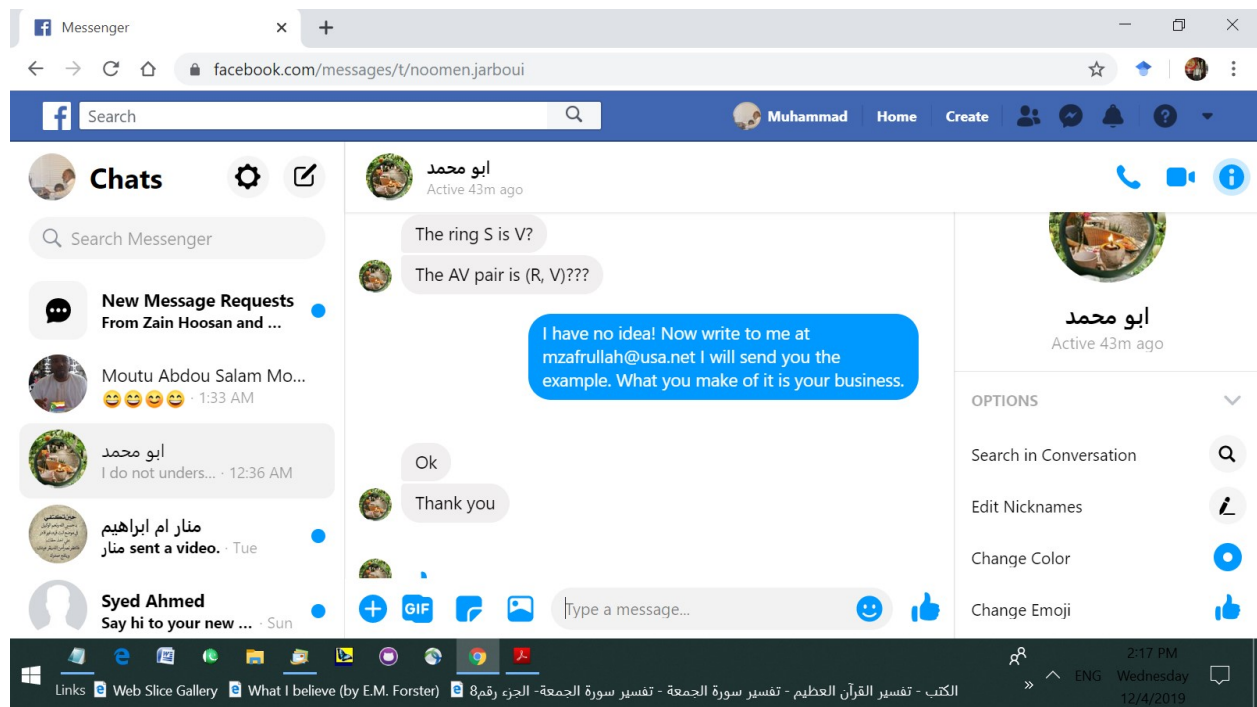 Messenger
facebook.com/messages/t/noomen.jarboui
f Search Muhammad Home Create
Chats
Search Messenger
New Message Requests
From Zain Hoosan and ...
Moutu Abdou Salam Mo...
😄😄😄😄 · 1:33 AM
ابو محمد
I do not unders... · 12:36 AM
منار ام ابراهيم
منار sent a video. · Tue
Syed Ahmed
Say hi to your new ... · Sun
ابو محمد
Active 43m ago
The ring S is V?
The AV pair is (R, V)???
I have no idea! Now write to me at
mzafrullah@usa.net I will send you the
example. What you make of it is your business.
Ok
Thank you
GIF Type a message...
ابو محمد
Active 43m ago
OPTIONS
Search in Conversation
Edit Nicknames
Change Color
Change Emoji
Links Web Slice Gallery What I believe (by E.M. Forster) الكتب - تفسير القرآن العظيم - تفسير سورة الجمعة - تفسير سورة الجمعة- الجزء رقم8
2:17 PM
ENG Wednesday
12/4/2019